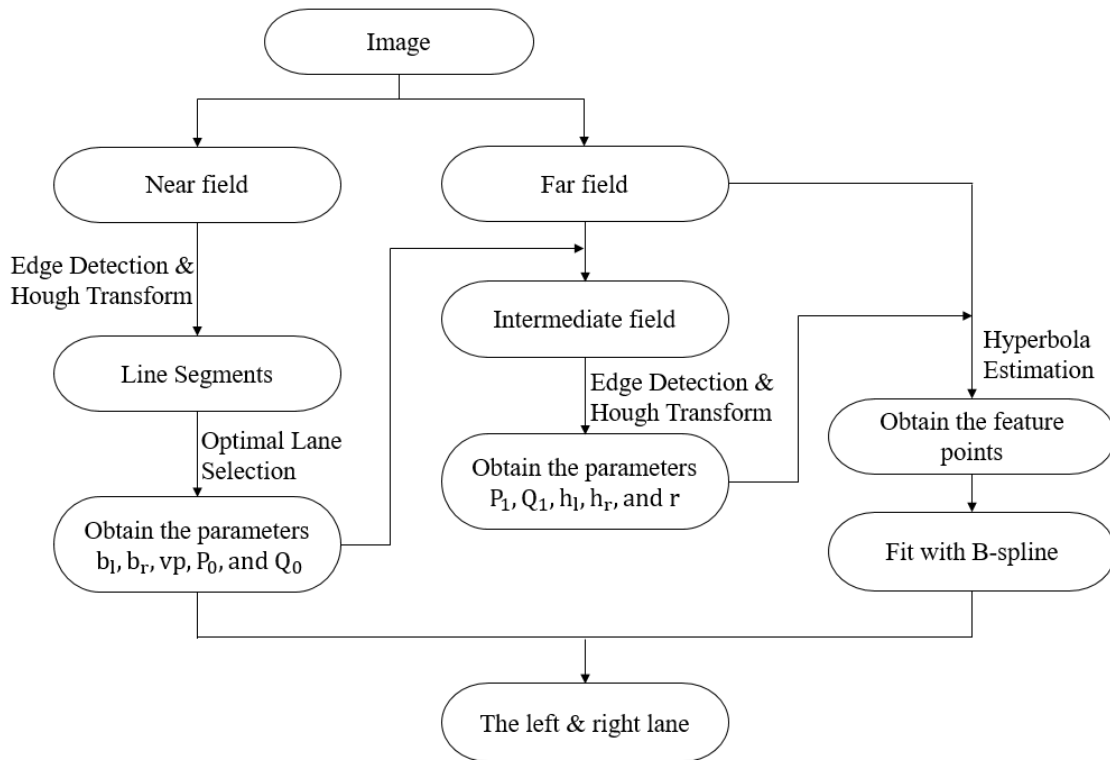 Image
Near field
Far field
Edge Detection &
Hough Transform
Intermediate field
Hyperbola
Estimation
Line Segments
Edge Detection &
Hough Transform
Optimal Lane
Selection
Obtain the feature
points
Obtain the parameters
P₁, Q₁, hₗ, hᵣ, and r
Obtain the parameters
bₗ, bᵣ, vp, P₀, and Q₀
Fit with B-spline
The left & right lane